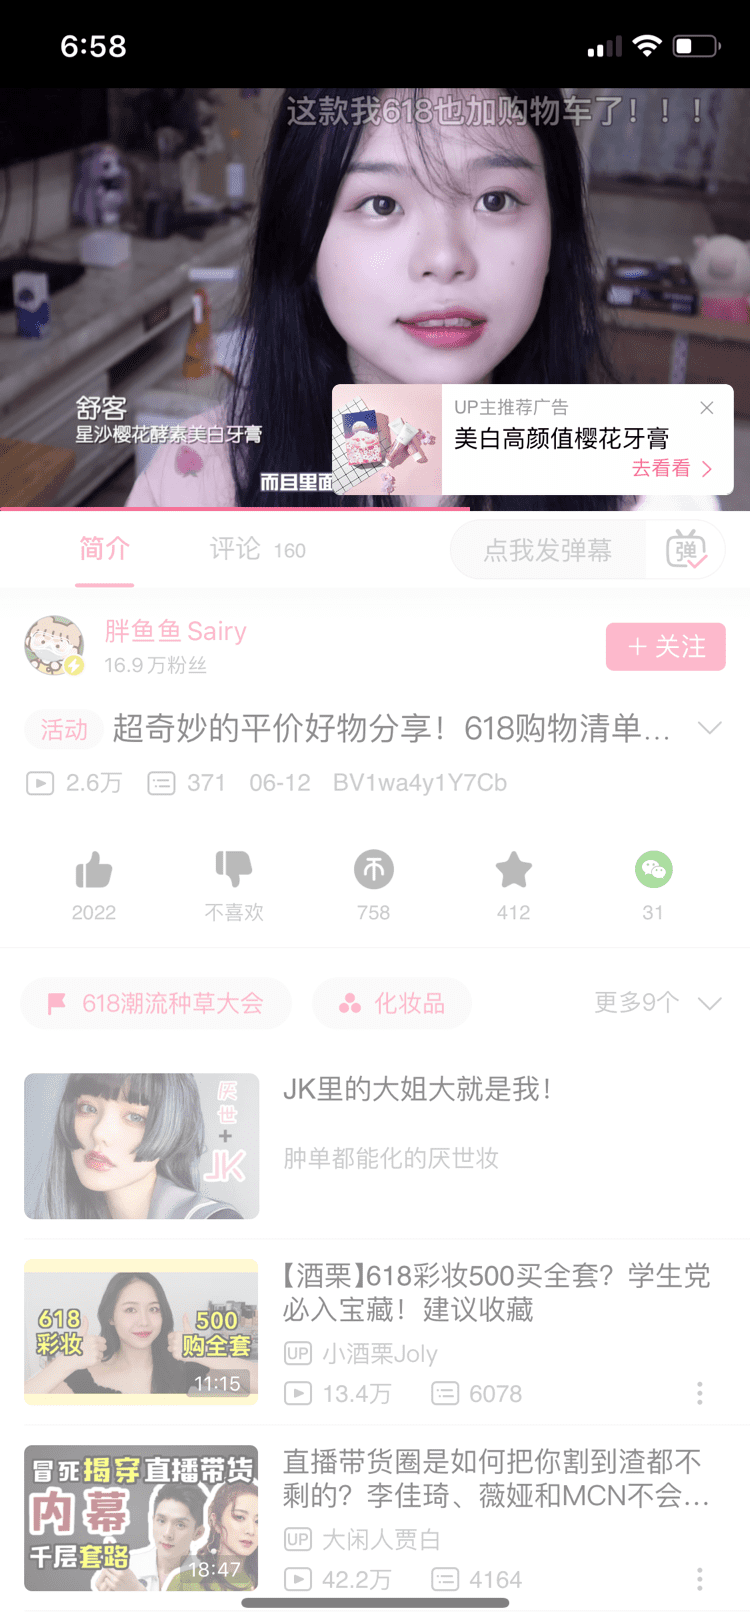 6:58
这款我618也加购物车了！！！
舒客
星沙樱花酵素美白牙膏
而且里面
UP主推荐广告
美白高颜值樱花牙膏
去看看
简介
评论 160
点我发弹幕
弹
胖鱼鱼Sairy
16.9万粉丝
＋关注
活动 超奇妙的平价好物分享！618购物清单...
2.6万 371 06-12 BV1wa4y1Y7Cb
2022 不喜欢 758 412 31
618潮流种草大会 化妆品 更多9个
厌世
+
JK
JK里的大姐大就是我！
肿单都能化的厌世妆
618
彩妆
500
购全套
11:15
【酒栗】618彩妆500买全套？学生党
必入宝藏！建议收藏
UP 小酒栗Joly
13.4万 6078
冒死揭穿直播带货
内幕
千层套路
18:47
直播带货圈是如何把你割到渣都不
剩的？李佳琦、薇娅和MCN不会...
UP 大闲人贾白
42.2万 4164